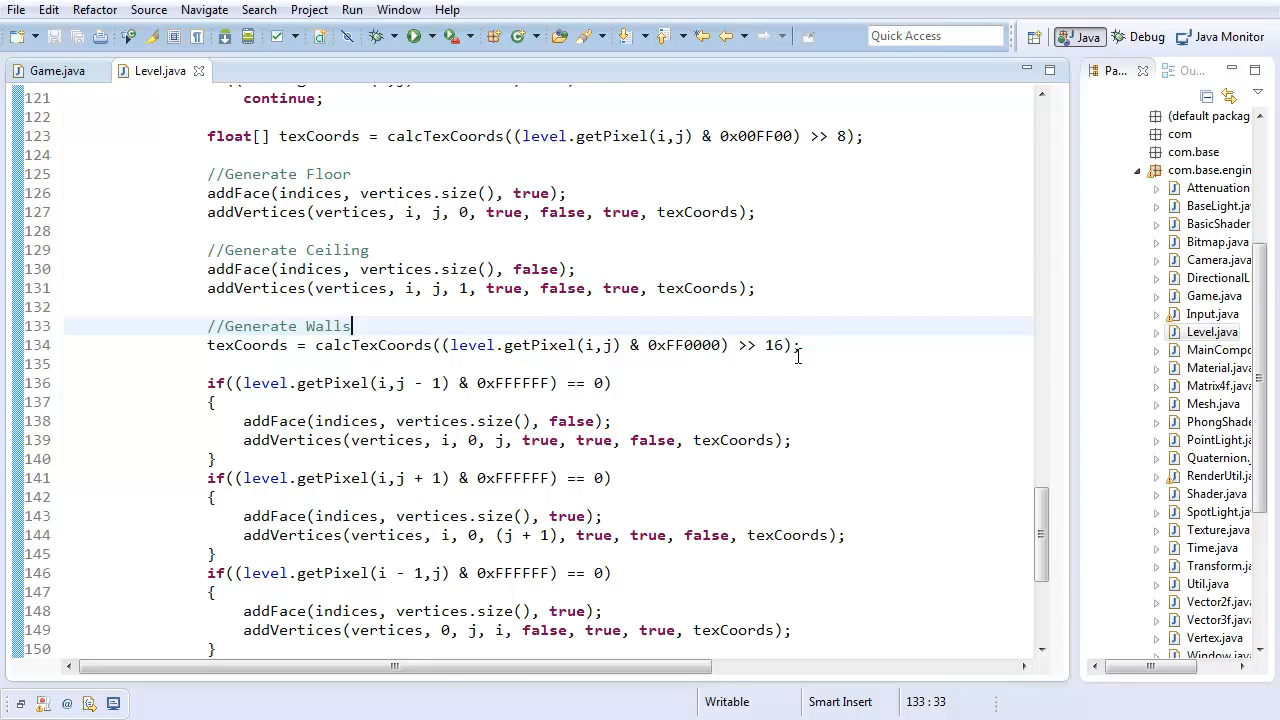 File Edit Refactor Source Navigate Search Project Run Window Help
Quick Access
Java
Debug
Java Monitor
Game.java
Level.java
Pa...
Ou...
121 continue;
122
123 float[] texCoords = calcTexCoords((level.getPixel(i,j) & 0x00FF00) >> 8);
124
125 //Generate Floor
126 addFace(indices, vertices.size(), true);
127 addVertices(vertices, i, j, 0, true, false, true, texCoords);
128
129 //Generate Ceiling
130 addFace(indices, vertices.size(), false);
131 addVertices(vertices, i, j, 1, true, false, true, texCoords);
132
133 //Generate Walls
134 texCoords = calcTexCoords((level.getPixel(i,j) & 0xFF0000) >> 16);
135
136 if((level.getPixel(i,j - 1) & 0xFFFFFF) == 0)
137 {
138 addFace(indices, vertices.size(), false);
139 addVertices(vertices, i, 0, j, true, true, false, texCoords);
140 }
141 if((level.getPixel(i,j + 1) & 0xFFFFFF) == 0)
142 {
143 addFace(indices, vertices.size(), true);
144 addVertices(vertices, i, 0, (j + 1), true, true, false, texCoords);
145 }
146 if((level.getPixel(i - 1,j) & 0xFFFFFF) == 0)
147 {
148 addFace(indices, vertices.size(), true);
149 addVertices(vertices, 0, j, i, false, true, true, texCoords);
150 }
(default packag
com
com.base
com.base.engin
Attenuation
BaseLight.jav
BasicShader
Bitmap.java
Camera.java
DirectionalL
Game.java
Input.java
Level.java
MainCompo
Material.java
Matrix4f.java
Mesh.java
PhongShade
PointLight.ja
Quaternion.
RenderUtil.ja
Shader.java
SpotLight.ja
Texture.java
Time.java
Transform.ja
Util.java
Vector2f.java
Vector3f.java
Vertex.java
Window.java
Writable
Smart Insert
133 : 33